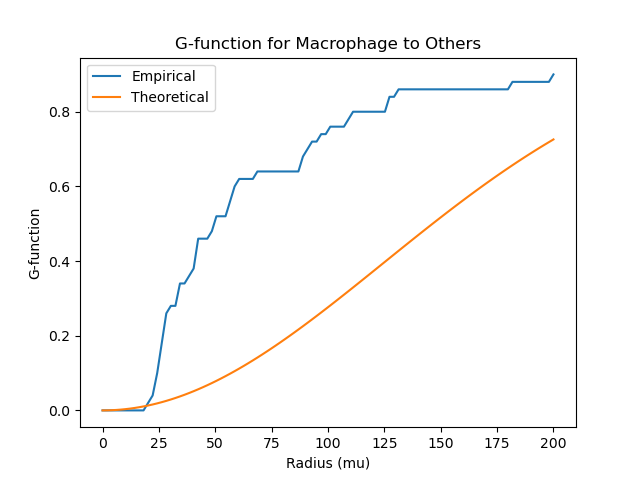 G-function for Macrophage to Others
Empirical
Theoretical
G-function
0.8
0.6
0.4
0.2
0.0
0 25 50 75 100 125 150 175 200
Radius (mu)